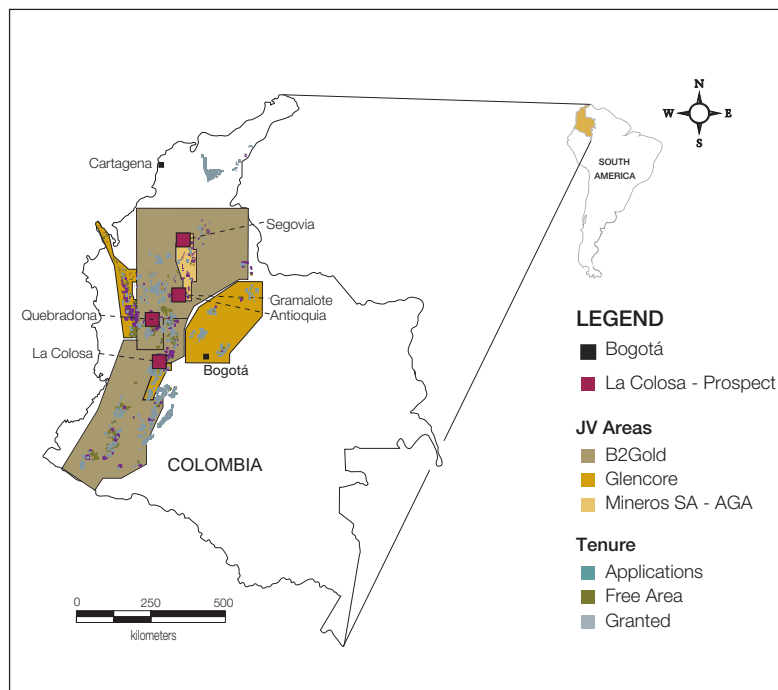 N
W E
S
SOUTH
AMERICA
Cartagena
Segovia
Gramalote
Antioquia
Quebradona
La Colosa
Bogotá
COLOMBIA
0 250 500
kilometers
LEGEND
Bogotá
La Colosa - Prospect
JV Areas
B2Gold
Glencore
Mineros SA - AGA
Tenure
Applications
Free Area
Granted